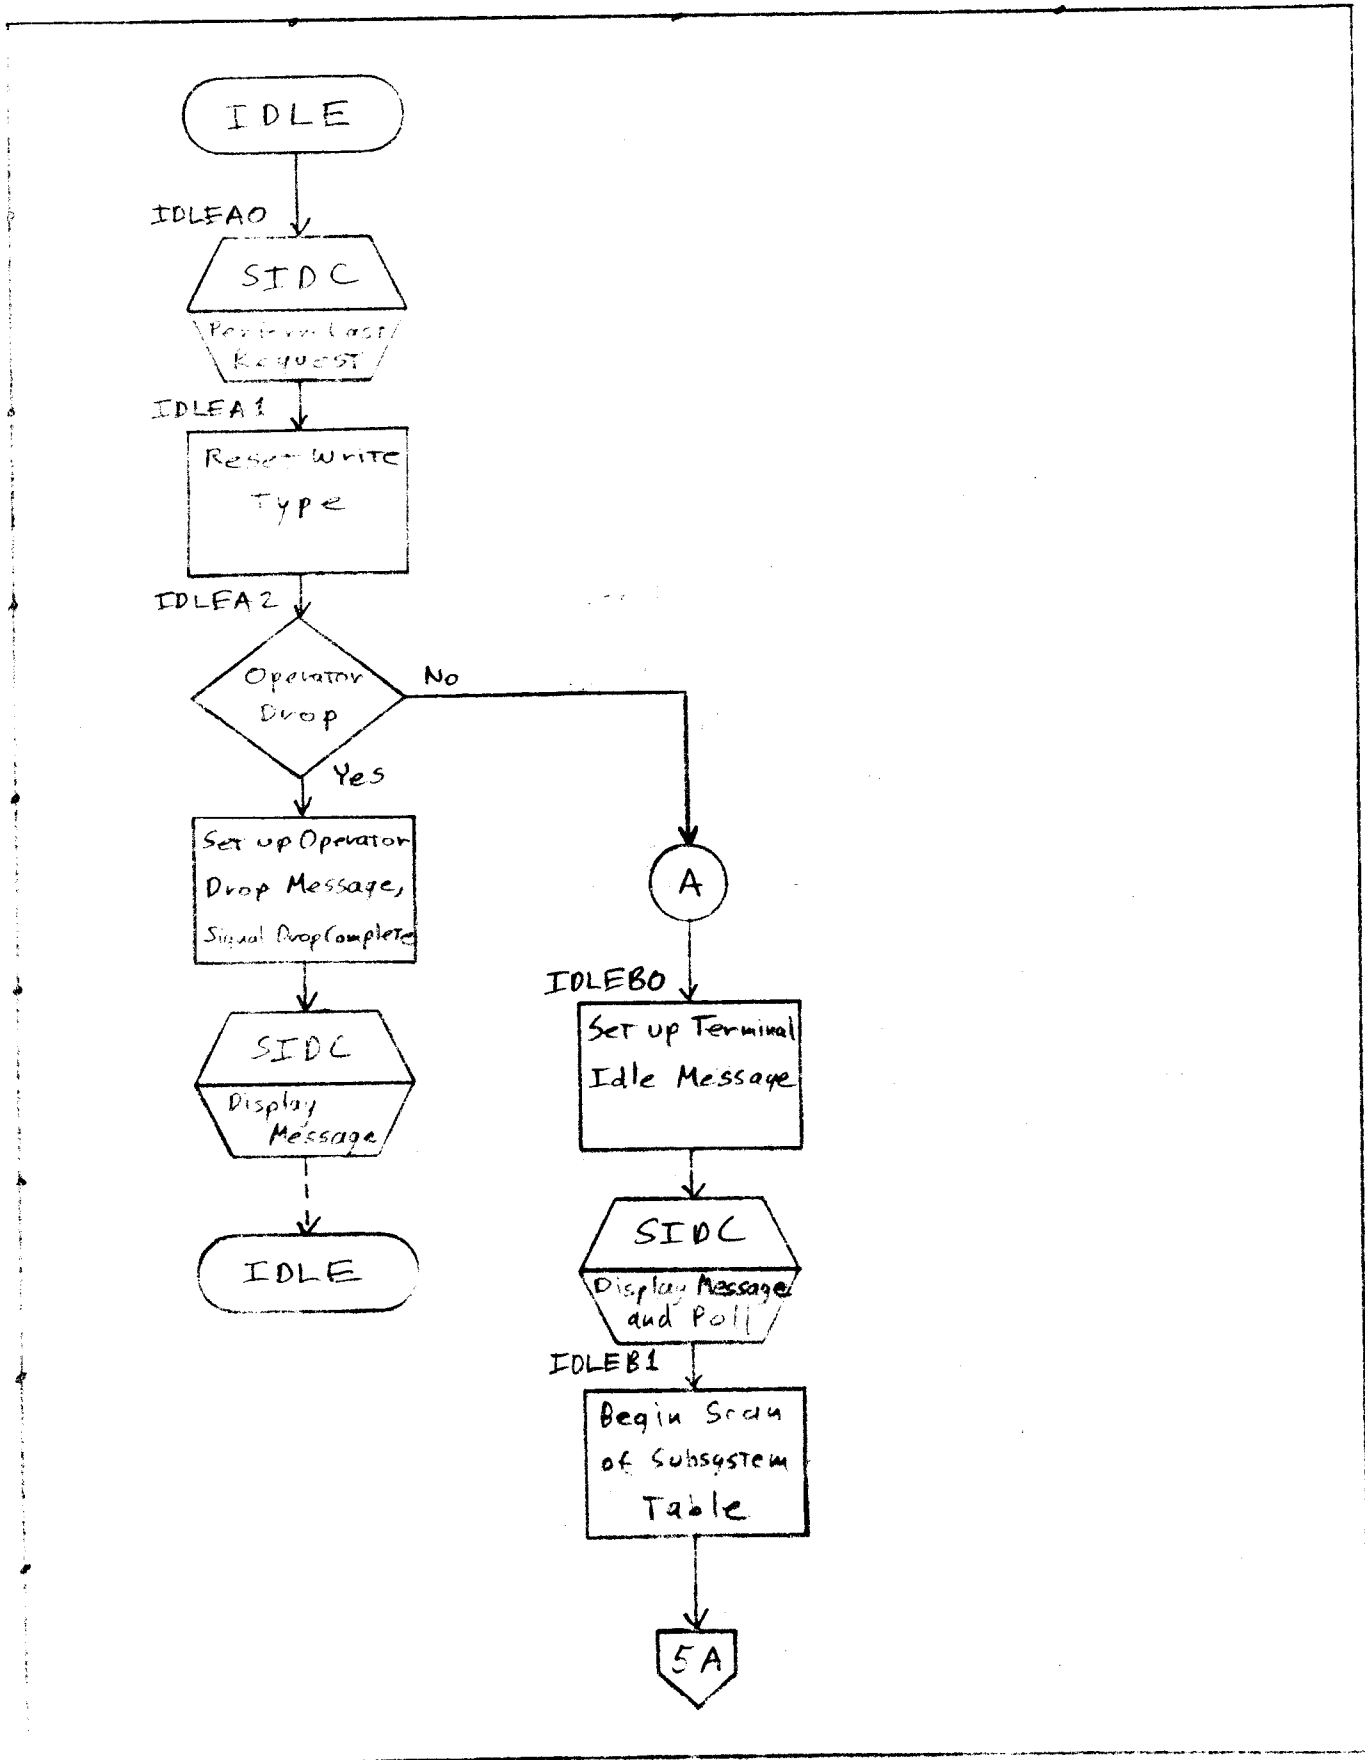 IDLE
IDLEA0
SIDC
Perform Last
Request
IDLEA1
Reset Write
Type
IDLEA2
Operator
Drop
No
Yes
Set up Operator
Drop Message,
Signal Drop Complete
SIDC
Display
Message
IDLE
A
IDLEB0
Set up Terminal
Idle Message
SIDC
Display Message
and Poll
IDLEB1
Begin Scan
of Subsystem
Table
5A